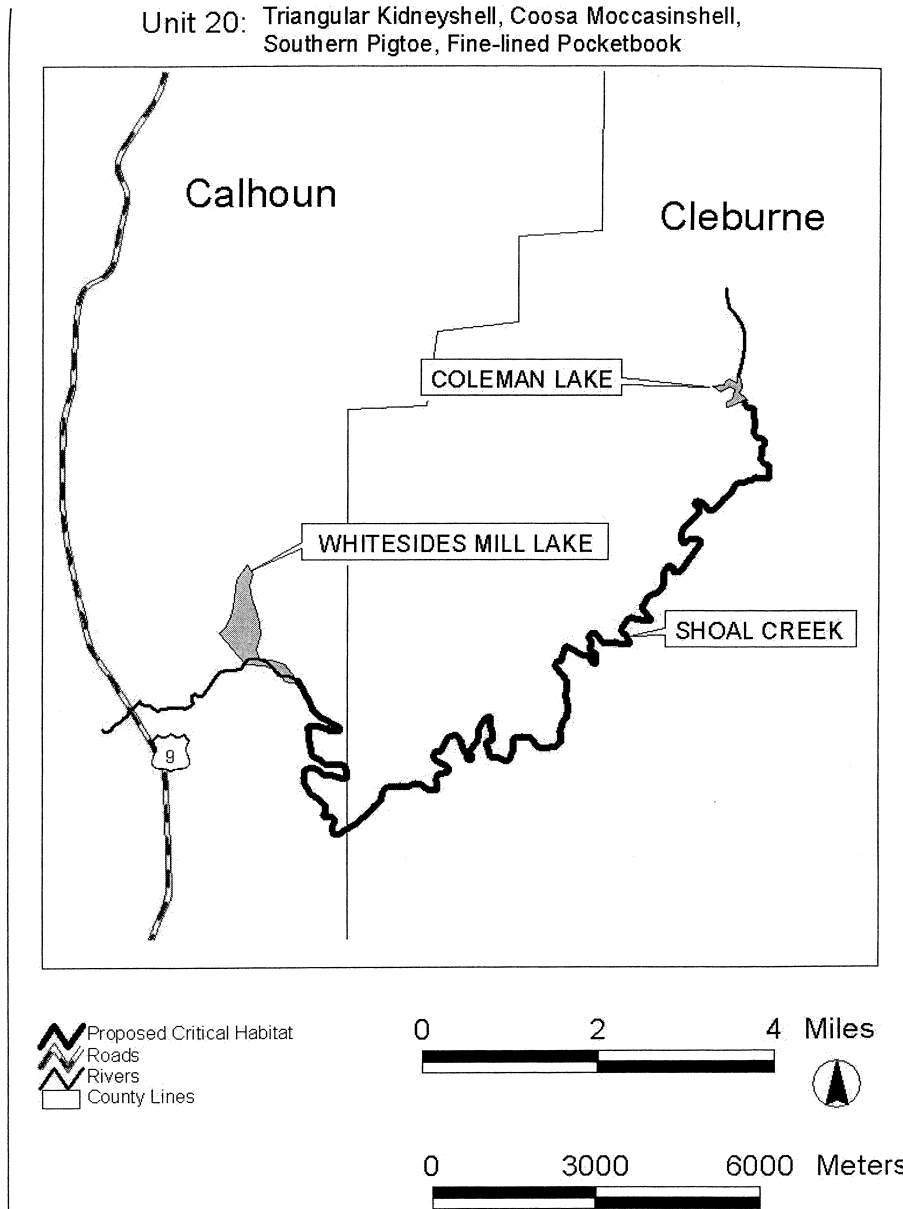 Unit 20: Triangular Kidneyshell, Coosa Moccasinshell,
Southern Pigtoe, Fine-lined Pocketbook
Calhoun
Cleburne
COLEMAN LAKE
WHITESIDES MILL LAKE
SHOAL CREEK
9
Proposed Critical Habitat
Roads
Rivers
County Lines
0 2 4 Miles
0 3000 6000 Meters